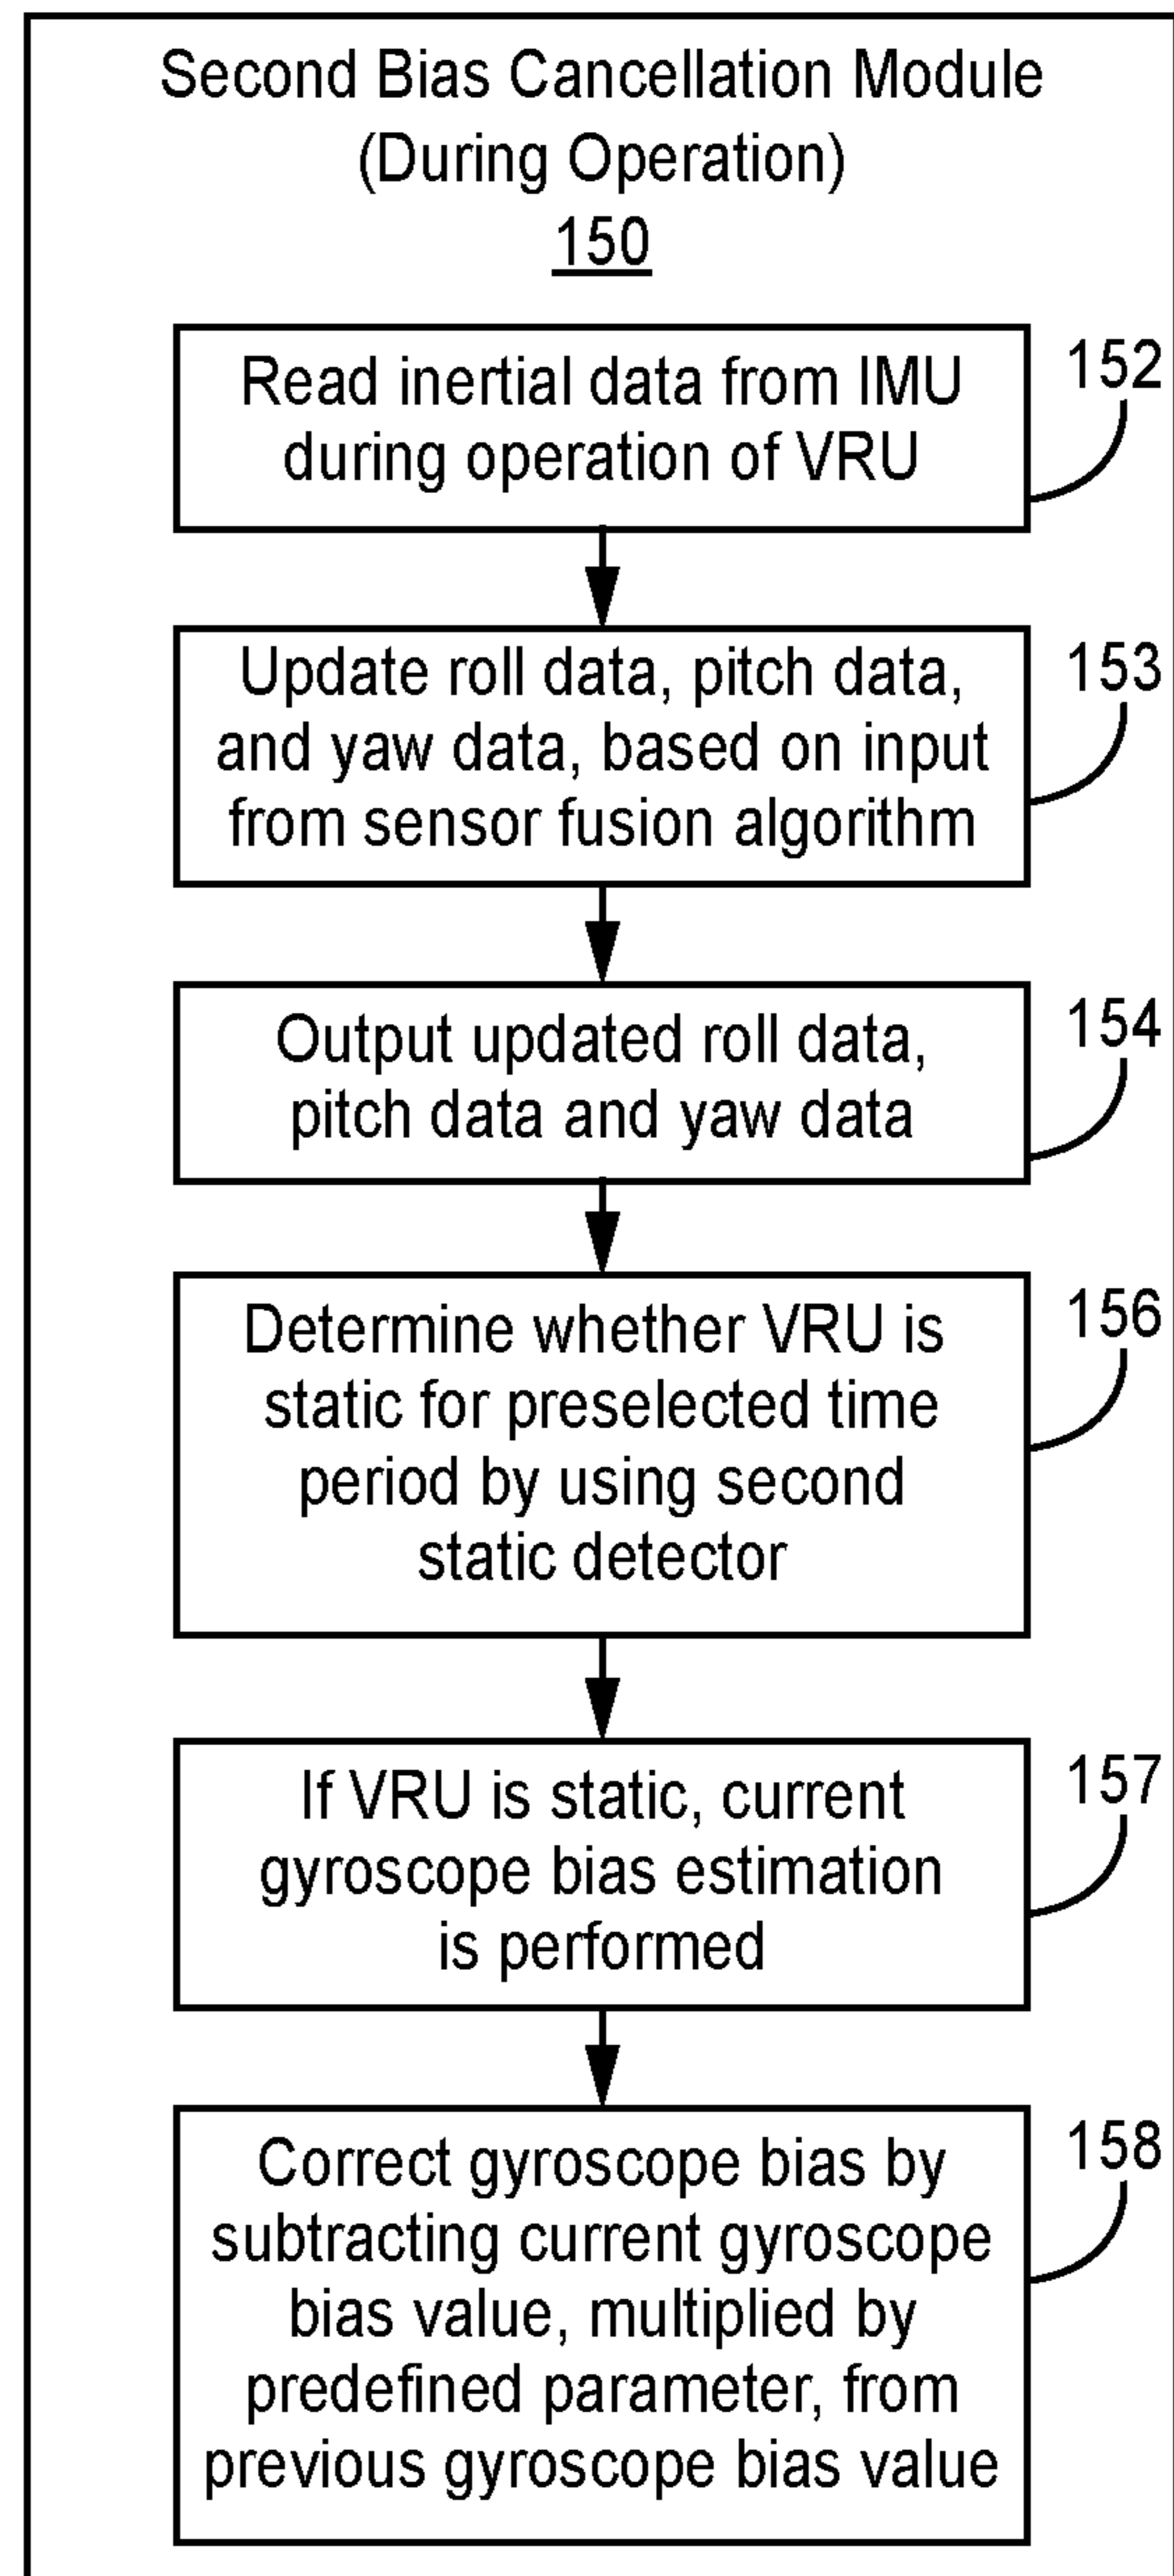 Second Bias Cancellation Module
(During Operation)
150
Read inertial data from IMU
during operation of VRU
152
Update roll data, pitch data,
and yaw data, based on input
from sensor fusion algorithm
153
Output updated roll data,
pitch data and yaw data
154
Determine whether VRU is
static for preselected time
period by using second
static detector
156
If VRU is static, current
gyroscope bias estimation
is performed
157
Correct gyroscope bias by
subtracting current gyroscope
bias value, multiplied by
predefined parameter, from
previous gyroscope bias value
158